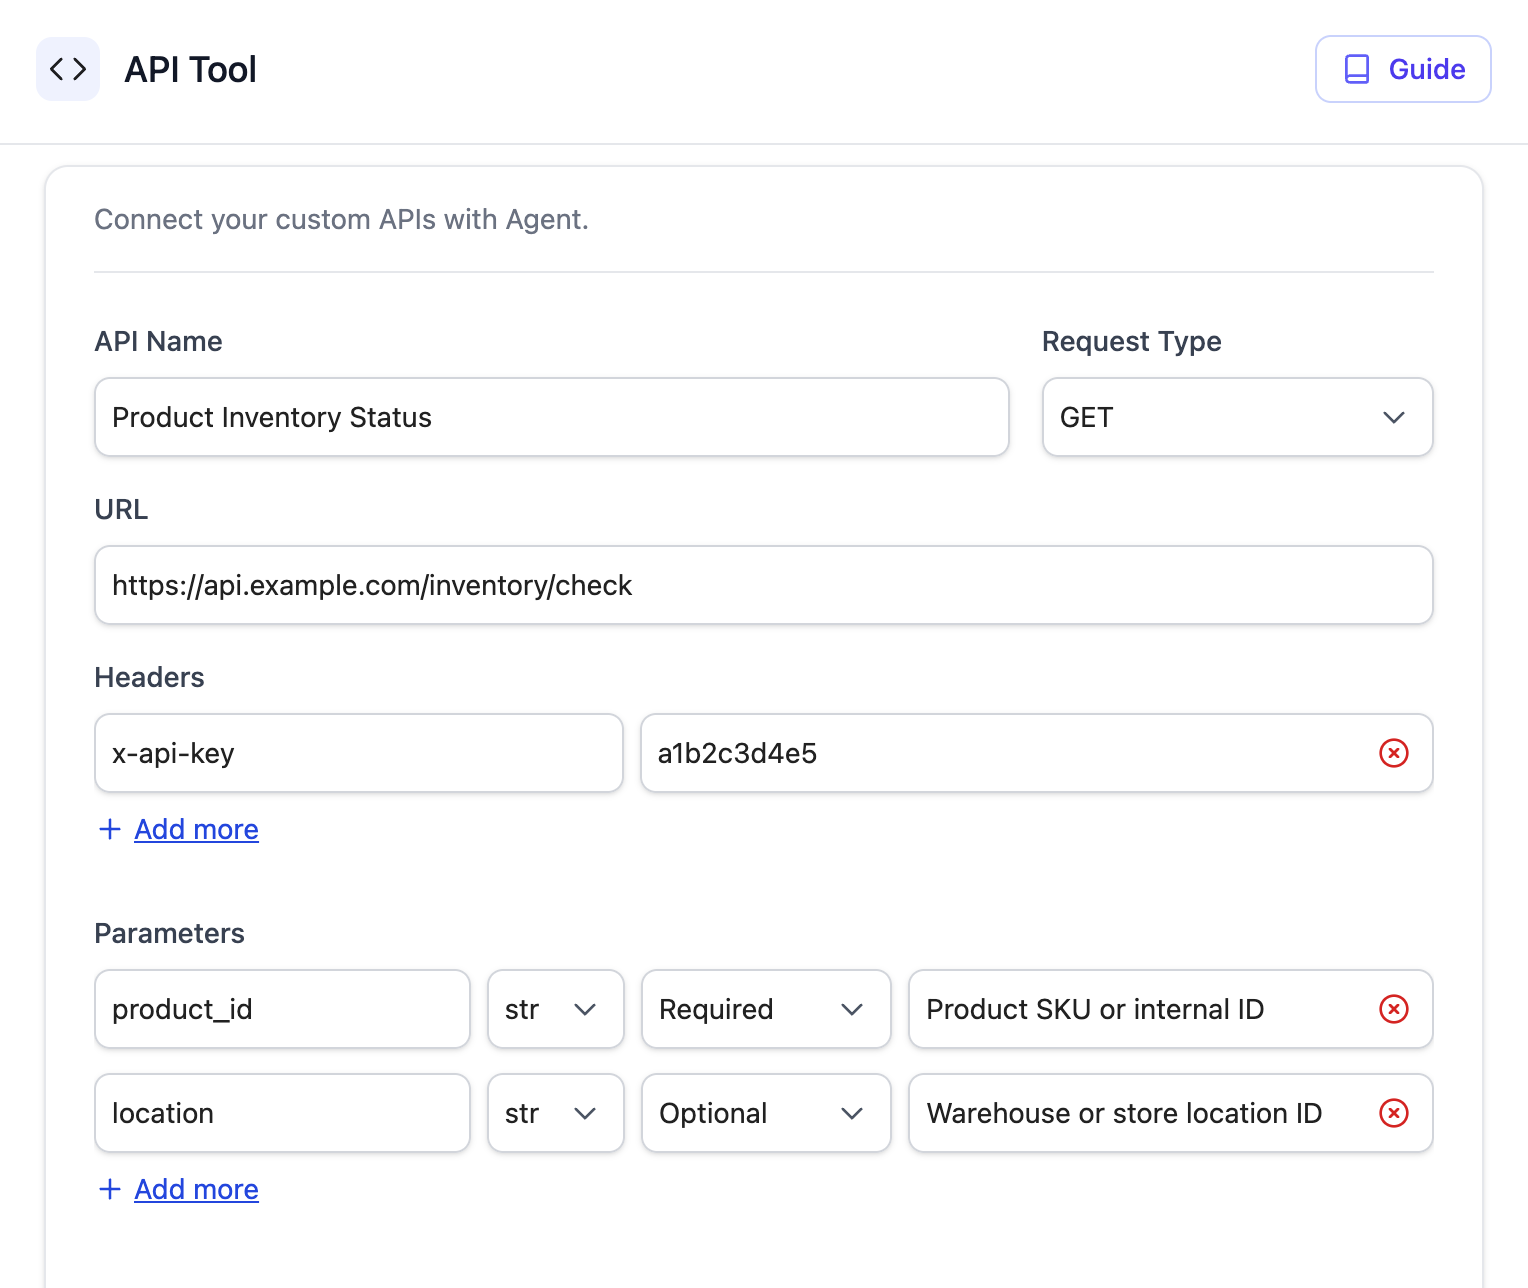 API Tool
Guide
Connect your custom APIs with Agent.
API Name
Request Type
Product Inventory Status
GET
URL
https://api.example.com/inventory/check
Headers
x-api-key
a1b2c3d4e5
Add more
Parameters
product_id
str
Required
Product SKU or internal ID
location
str
Optional
Warehouse or store location ID
Add more